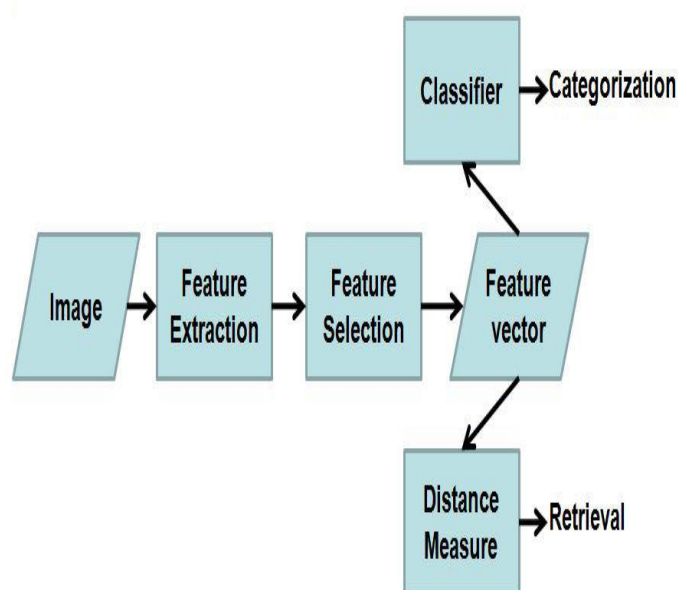 Classifier
Categorization
Image
Feature
Extraction
Feature
Selection
Feature
vector
Distance
Measure
Retrieval